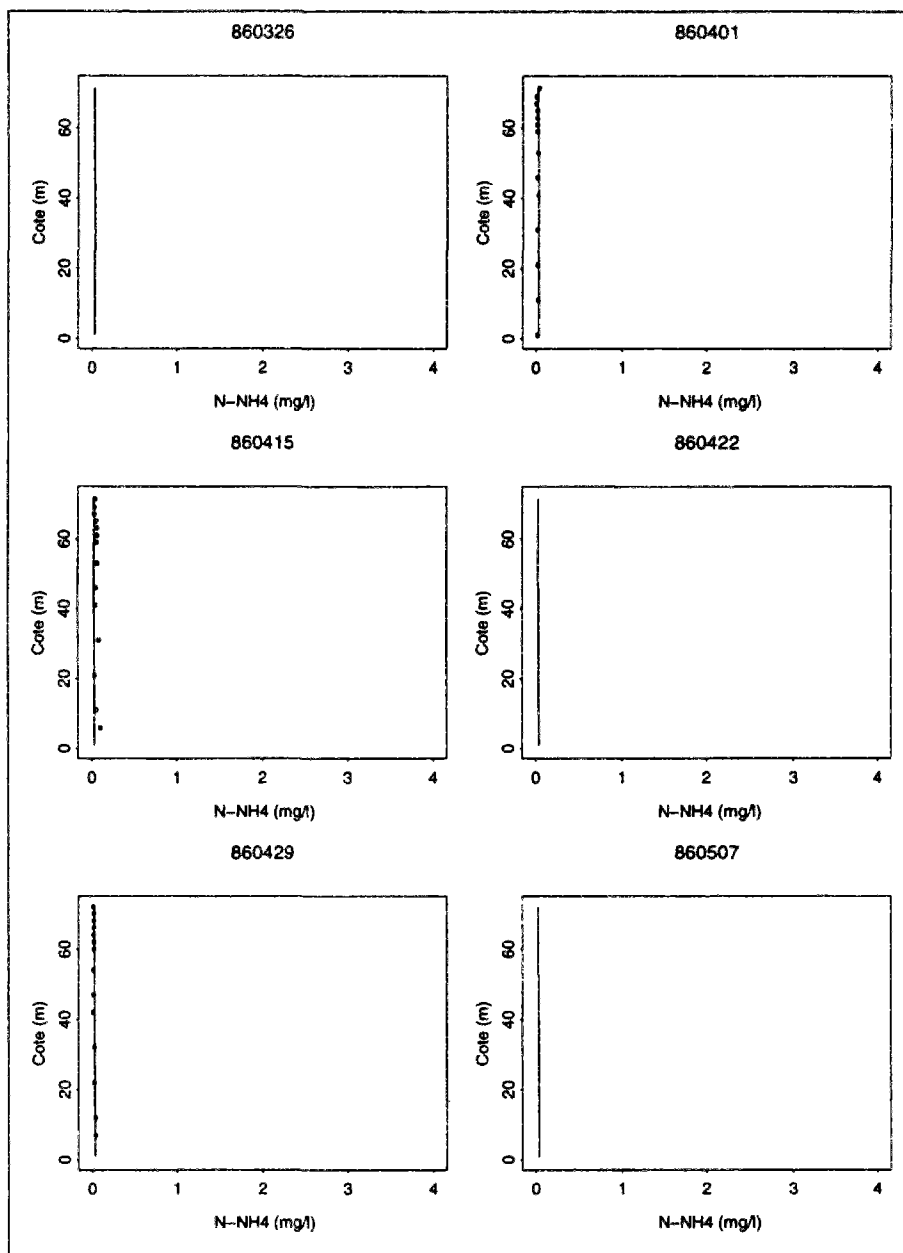 860326
860401
60
40
20
0
Cote (m)
0 1 2 3 4
N-NH4 (mg/l)
60
40
20
0
Cote (m)
0 1 2 3 4
N-NH4 (mg/l)
860415
860422
60
40
20
0
Cote (m)
0 1 2 3 4
N-NH4 (mg/l)
60
40
20
0
Cote (m)
0 1 2 3 4
N-NH4 (mg/l)
860429
860507
60
40
20
0
Cote (m)
0 1 2 3 4
N-NH4 (mg/l)
60
40
20
0
Cote (m)
0 1 2 3 4
N-NH4 (mg/l)